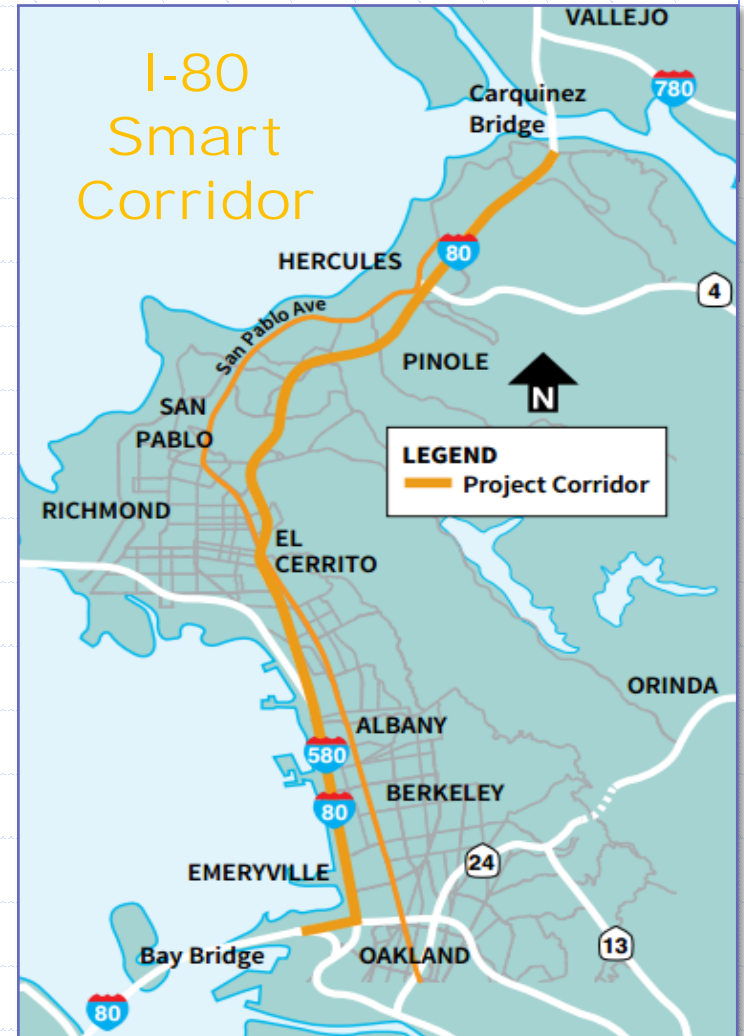 VALLEJO
I-80
Smart
Corridor
780
Carquinez
Bridge
80
HERCULES
4
San Pablo Ave
PINOLE
N
SAN
PABLO
LEGEND
Project Corridor
RICHMOND
EL
CERRITO
ORINDA
ALBANY
580
BERKELEY
80
24
EMERYVILLE
13
Bay Bridge
OAKLAND
80